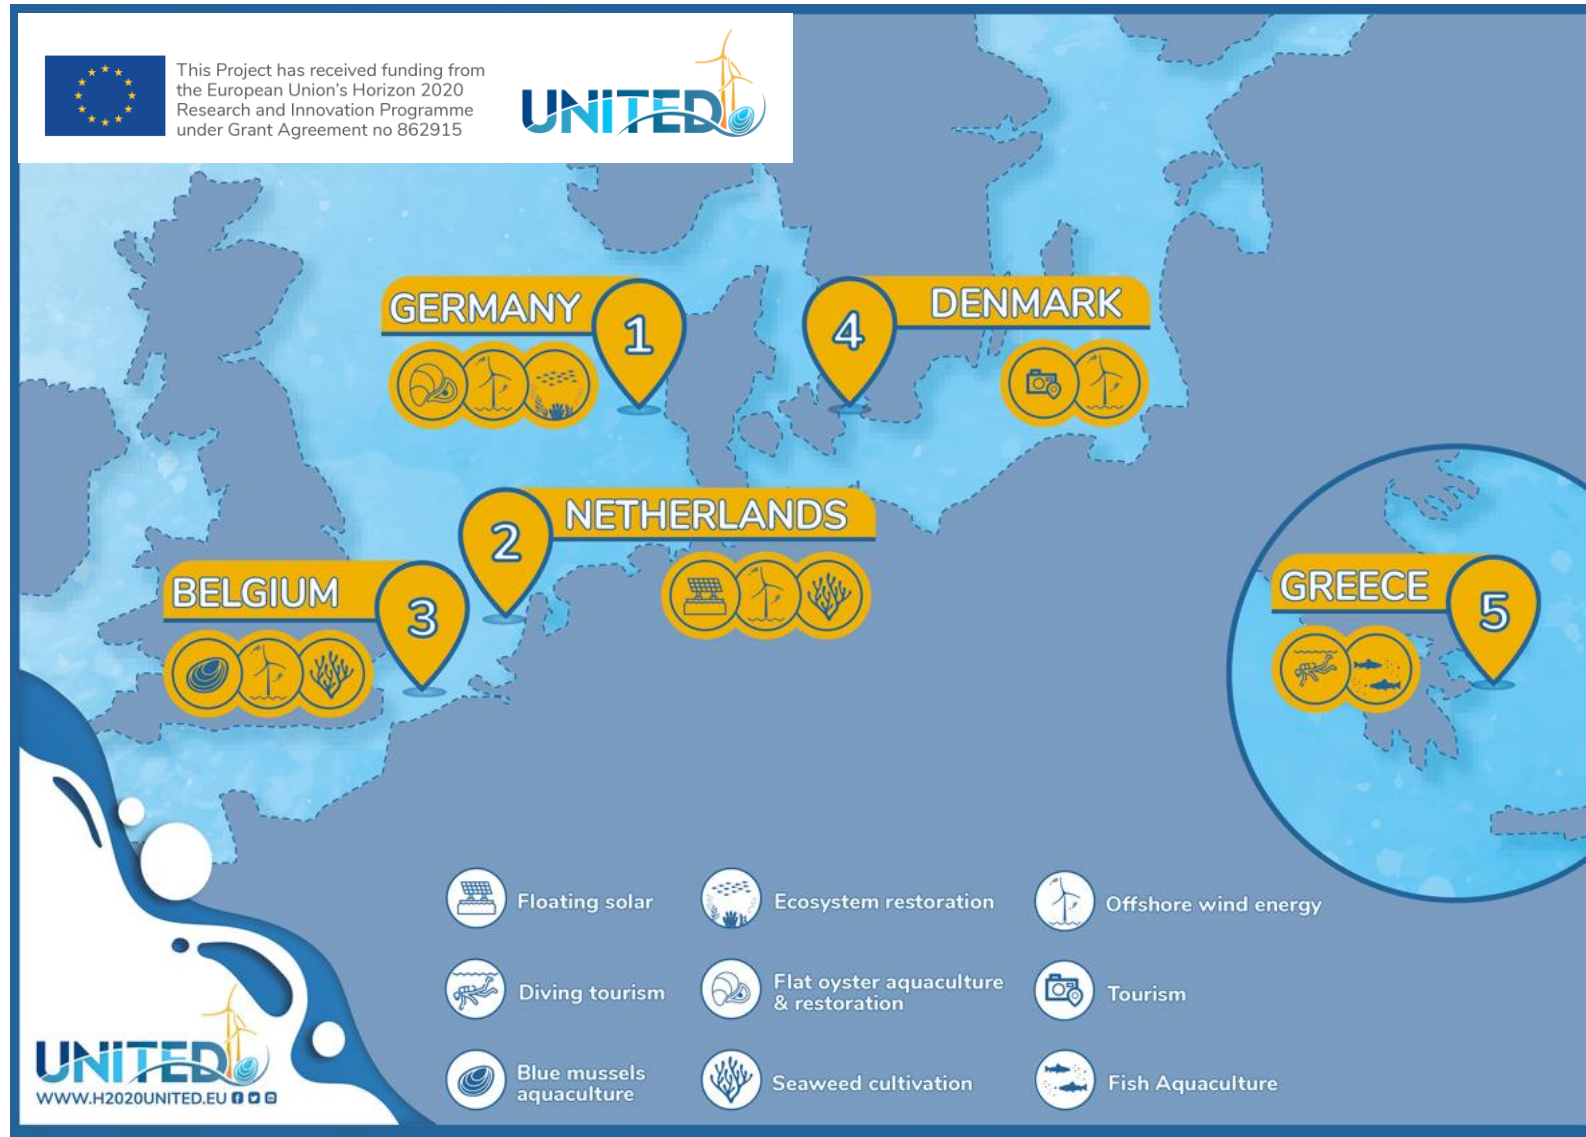 This Project has received funding from
the European Union's Horizon 2020
Research and Innovation Programme
under Grant Agreement no 862915
UNITED
GERMANY
1
4
DENMARK
2
NETHERLANDS
BELGIUM
3
GREECE
5
Floating solar
Ecosystem restoration
Offshore wind energy
Diving tourism
Flat oyster aquaculture
& restoration
Tourism
Blue mussels
aquaculture
Seaweed cultivation
Fish Aquaculture
UNITED
WWW.H2020UNITED.EU